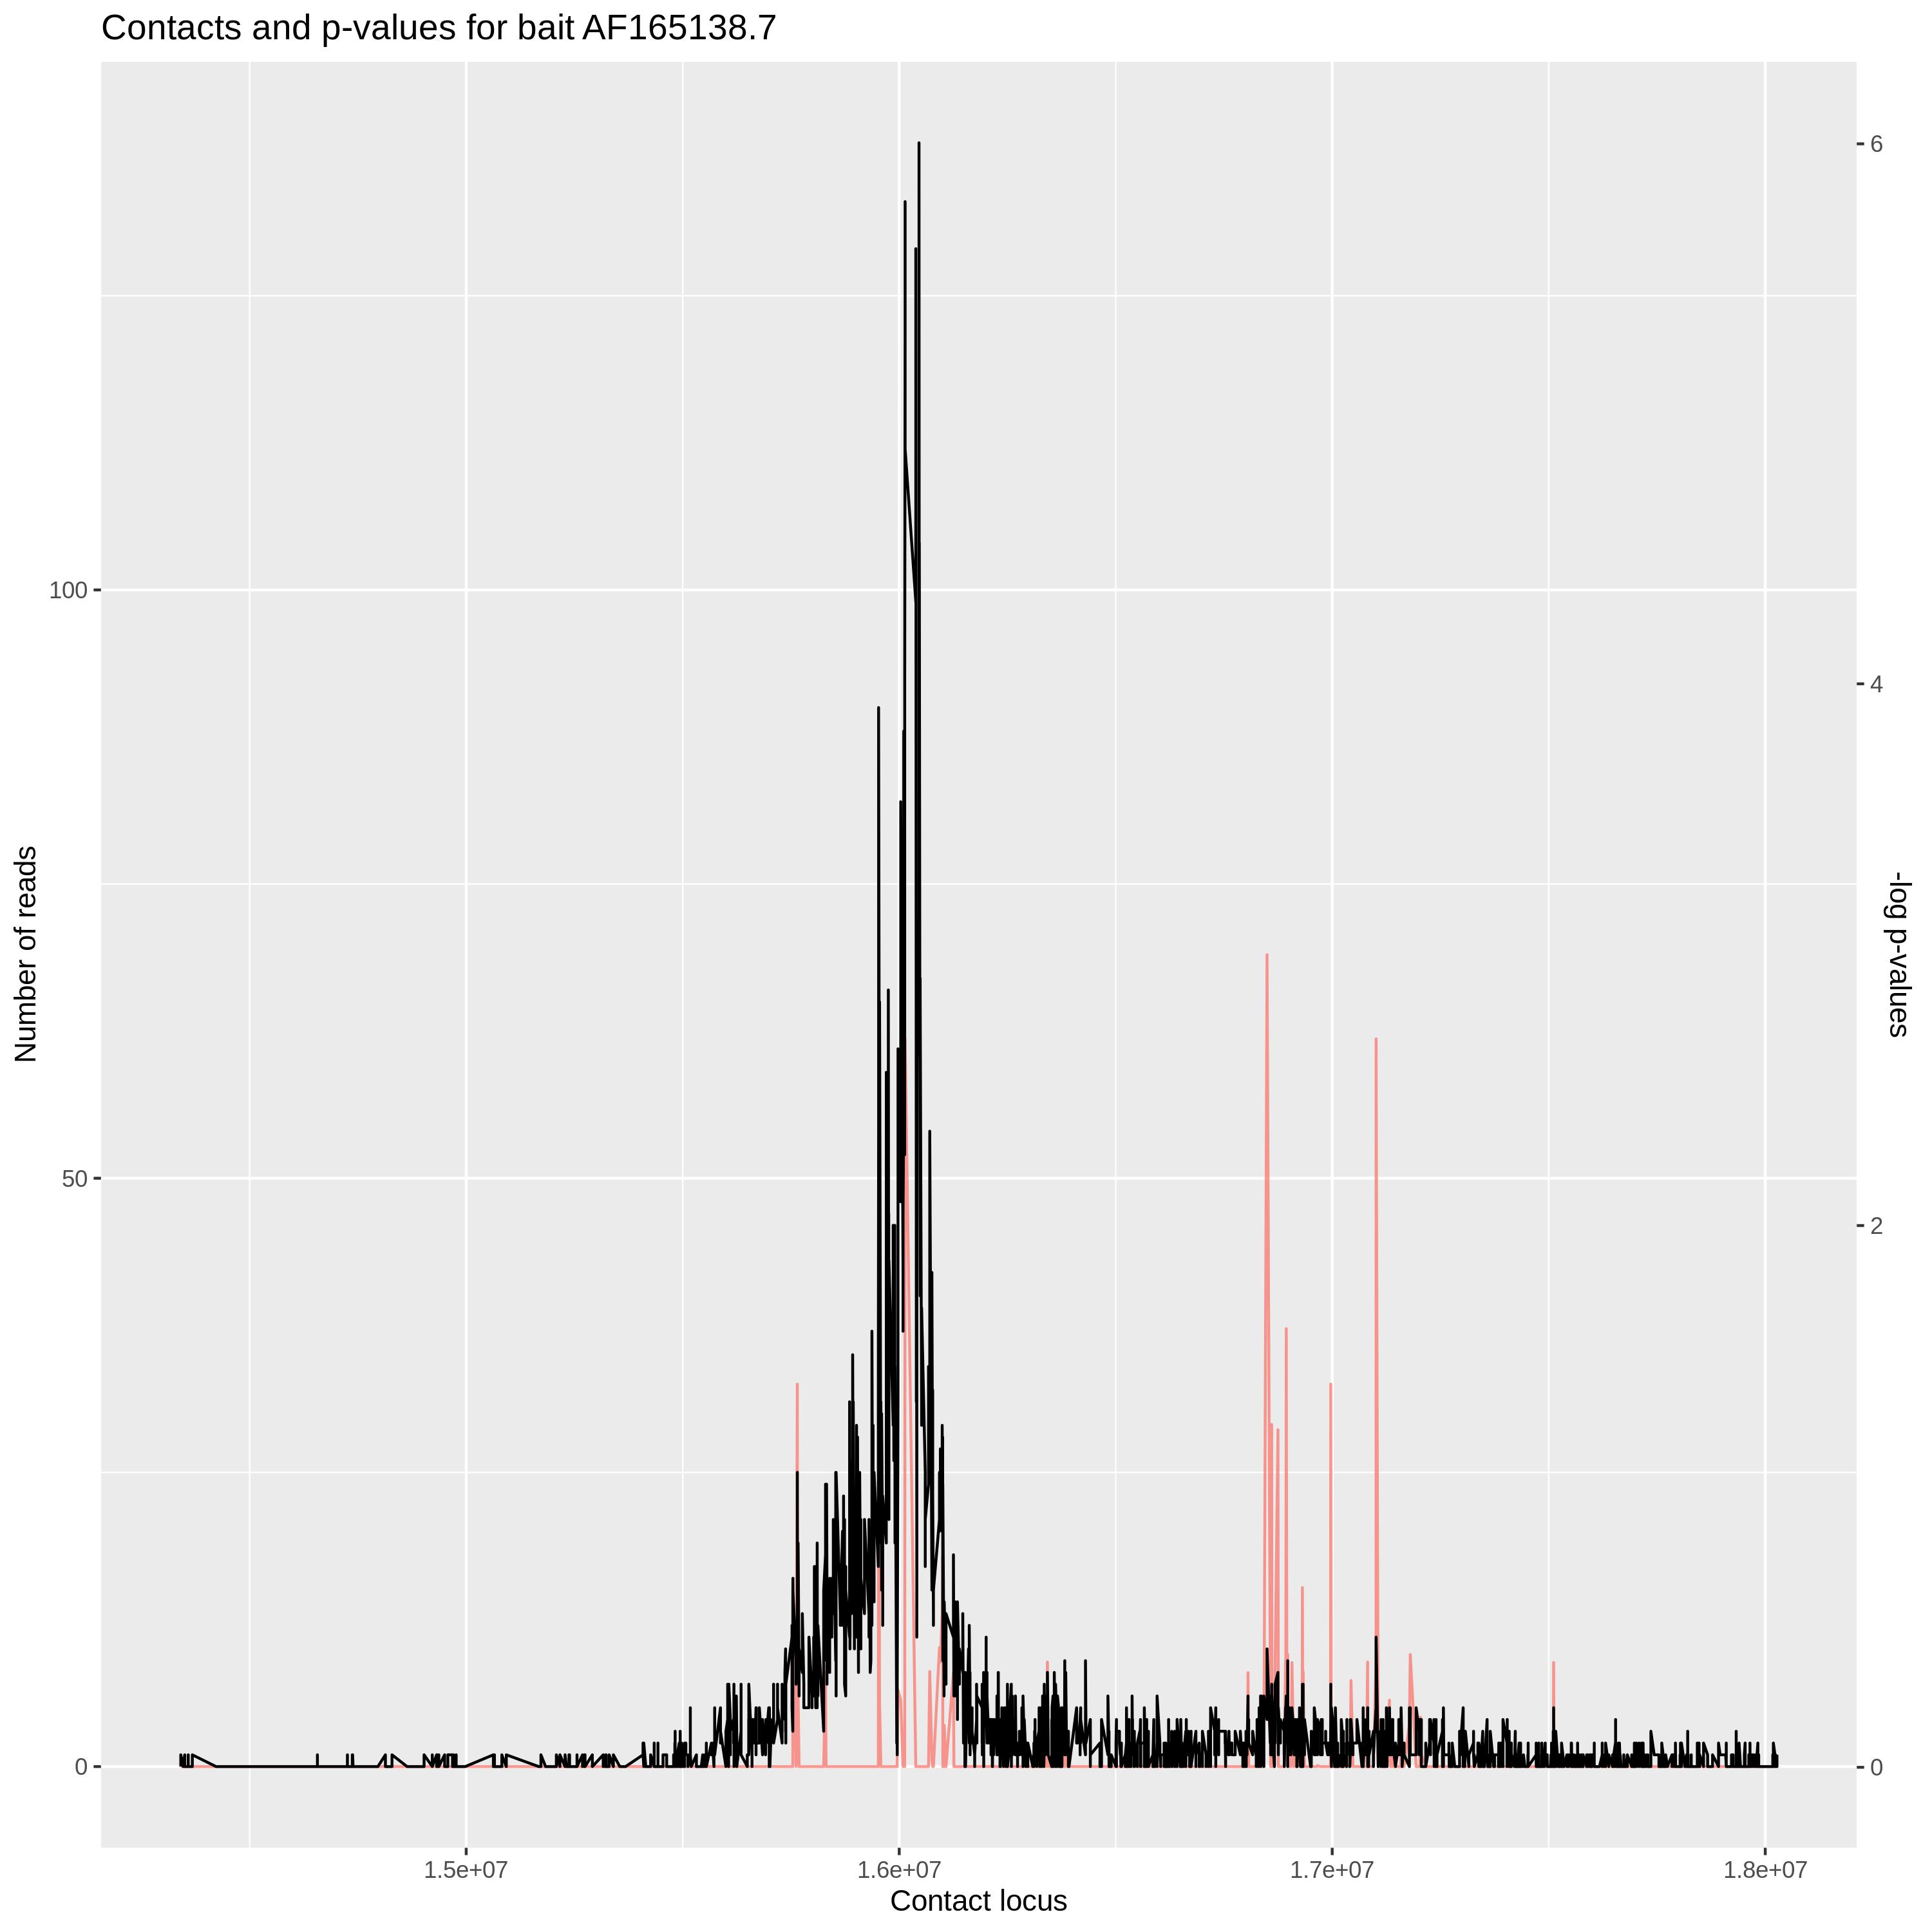 Contacts and p-values for bait AF165138.7
Number of reads
100
50
0
6
4
2
0
-log p-values
1.5e+07
1.6e+07
1.7e+07
1.8e+07
Contact locus